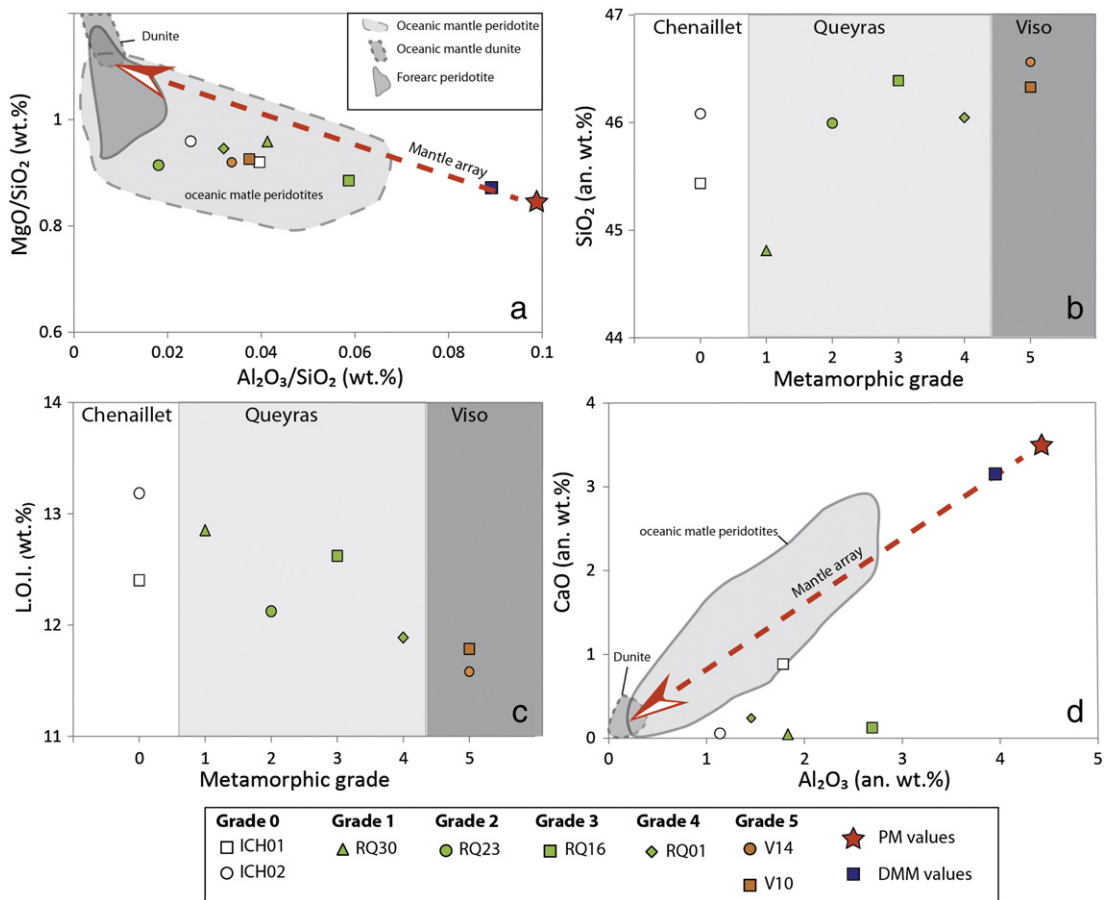 Dunite
Oceanic mantle peridotite
Oceanic mantle dunite
Forearc peridotite
Mantle array
oceanic matle peridotites
MgO/SiO₂ (wt.%)
1
0.8
0.6
0 0.02 0.04 0.06 0.08 0.1
Al₂O₃/SiO₂ (wt.%)
a
Chenaillet Queyras Viso
SiO₂ (an. wt.%)
47
46
45
44
0 1 2 3 4 5
Metamorphic grade
b
Chenaillet Queyras Viso
L.O.I. (wt.%)
14
13
12
11
0 1 2 3 4 5
Metamorphic grade
c
oceanic matle peridotites
Mantle array
Dunite
CaO (an. wt.%)
4
3
2
1
0
0 1 2 3 4 5
Al₂O₃ (an. wt.%)
d
Grade 0 Grade 1 Grade 2 Grade 3 Grade 4 Grade 5
ICH01 RQ30 RQ23 RQ16 RQ01 V14 PM values
ICH02 V10 DMM values